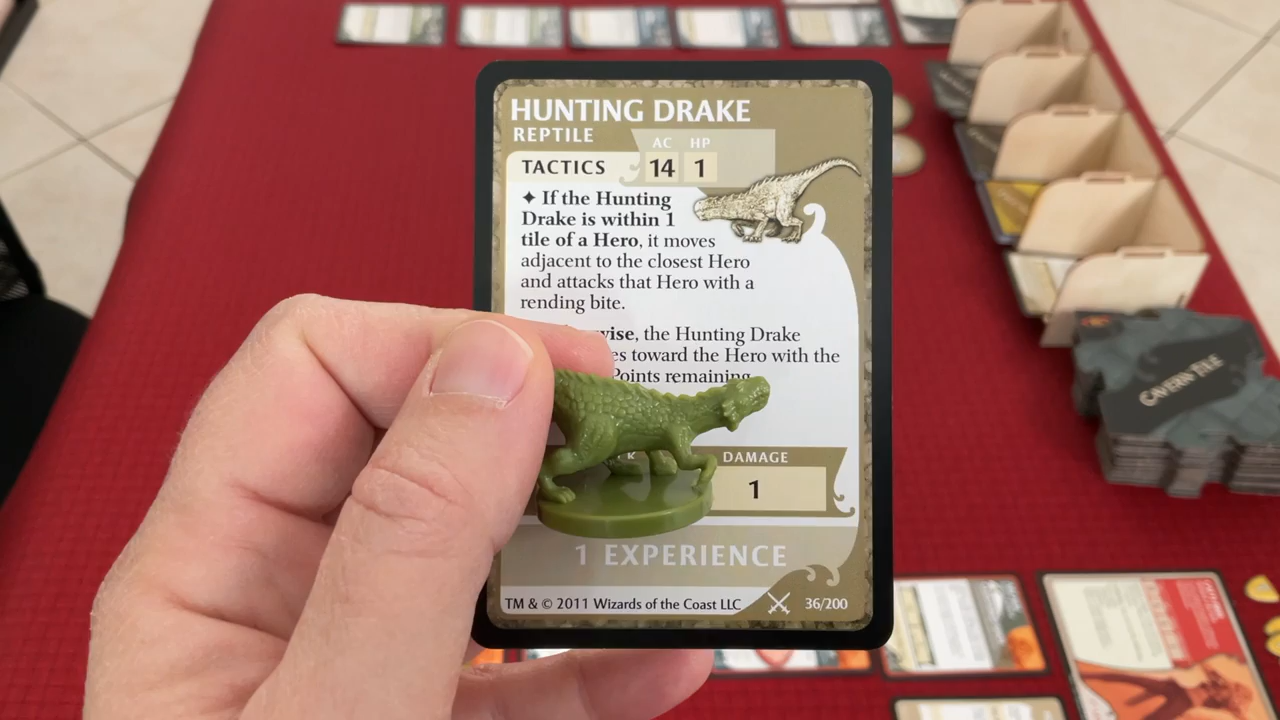 HUNTING DRAKE
REPTILE
AC HP
TACTICS 14 1
✦ If the Hunting
Drake is within 1
tile of a Hero, it moves
adjacent to the closest Hero
and attacks that Hero with a
rending bite.
wise, the Hunting Drake
es toward the Hero with the
Points remaining
K DAMAGE
1
1 EXPERIENCE
TM & © 2011 Wizards of the Coast LLC 36/200
CAVERN TILE